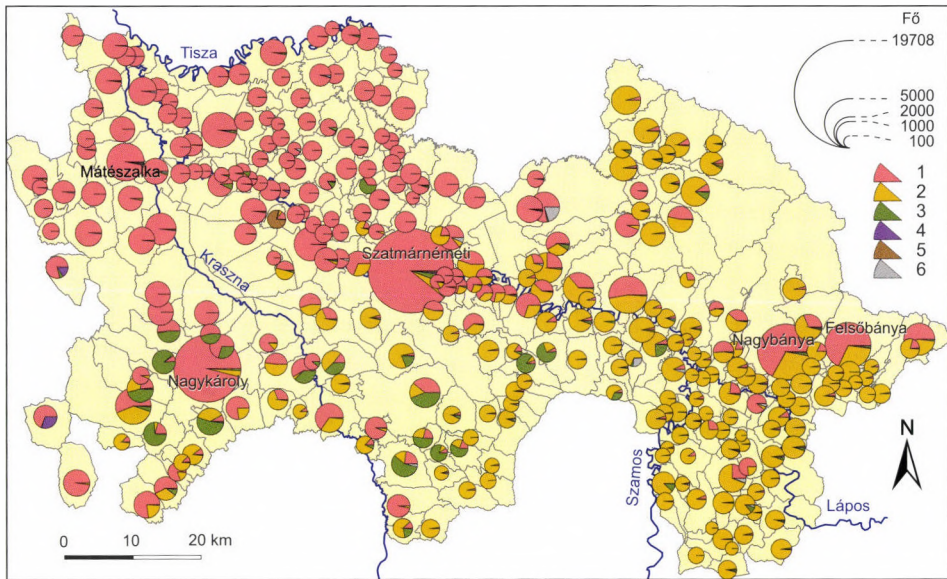 Fő
19708
5000
2000
1000
100
1
2
3
4
5
6
Tisza
Mátészalka
Kraszna
Szatmárnémeti
Nagykároly
Nagybánya
Felsőbánya
Szamos
Lápos
N
0 10 20 km